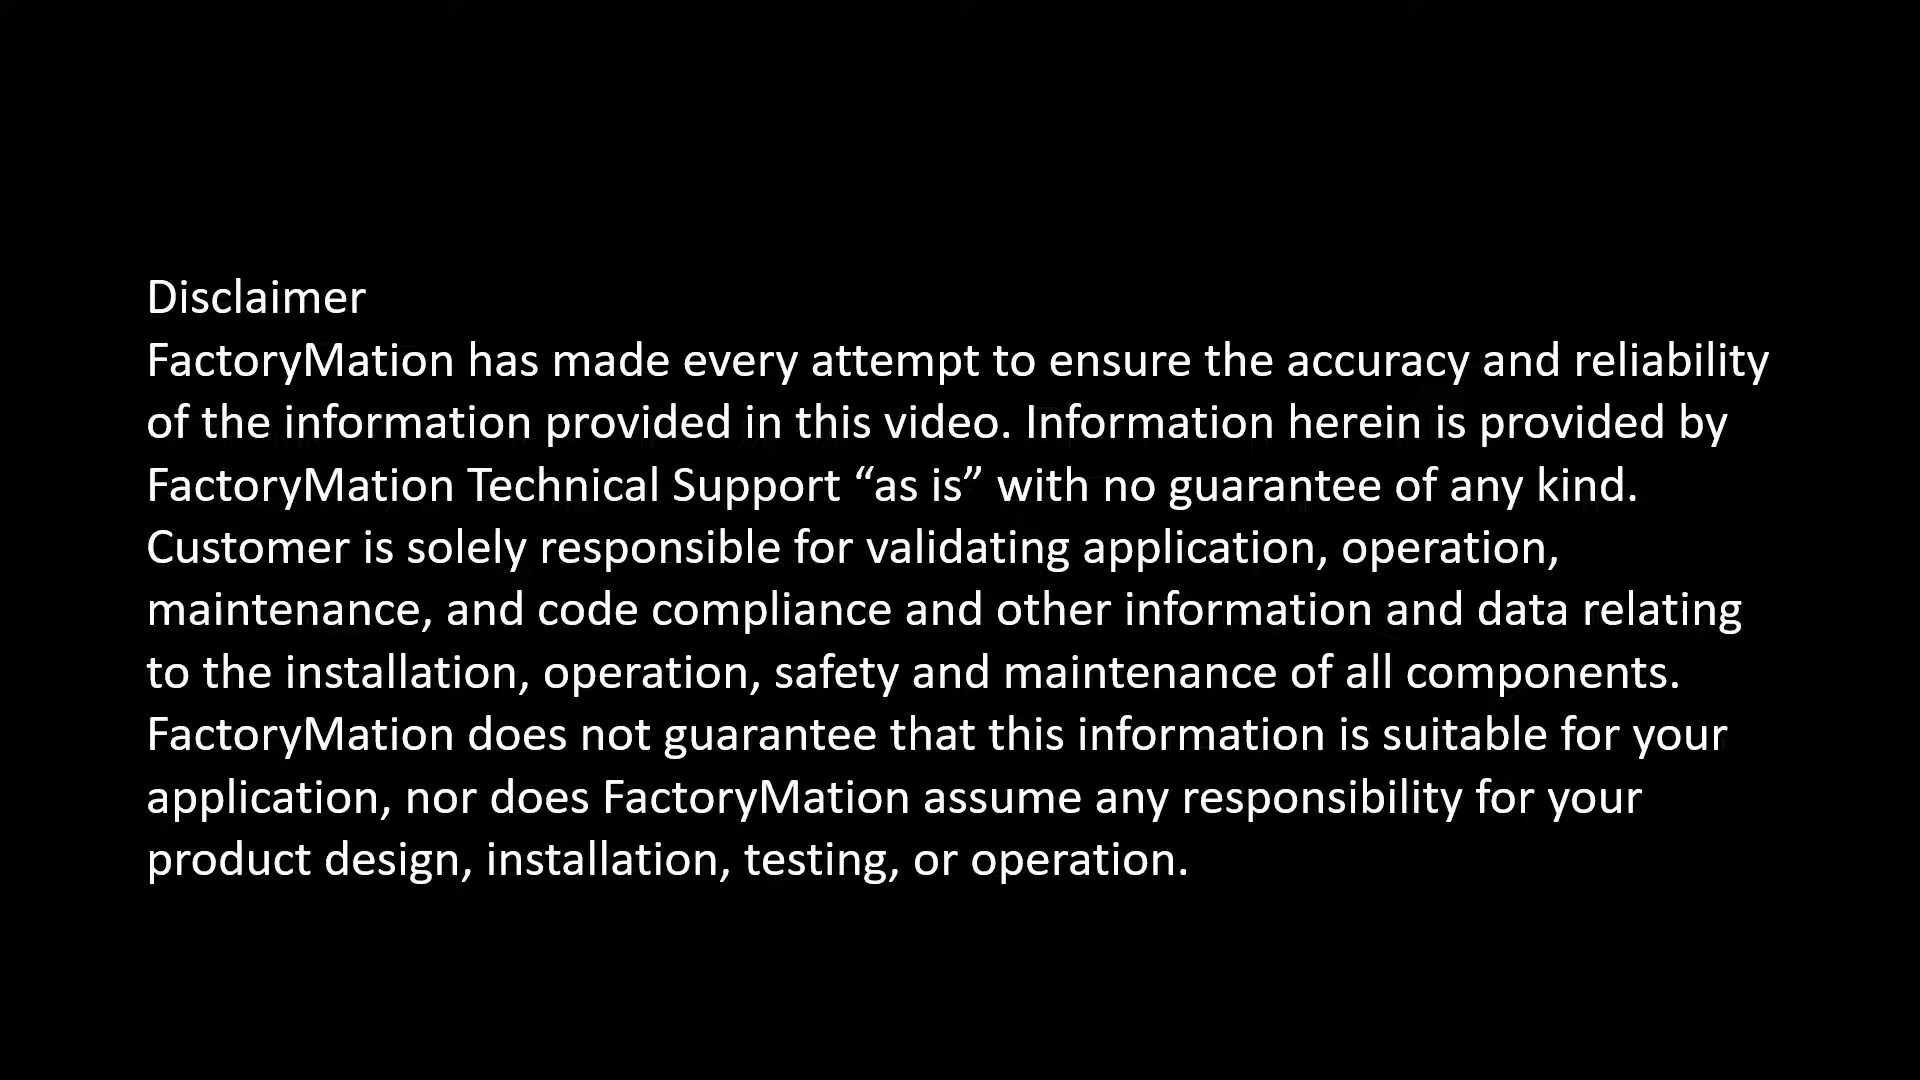 Disclaimer
FactoryMation has made every attempt to ensure the accuracy and reliability
of the information provided in this video. Information herein is provided by
FactoryMation Technical Support “as is” with no guarantee of any kind.
Customer is solely responsible for validating application, operation,
maintenance, and code compliance and other information and data relating
to the installation, operation, safety and maintenance of all components.
FactoryMation does not guarantee that this information is suitable for your
application, nor does FactoryMation assume any responsibility for your
product design, installation, testing, or operation.